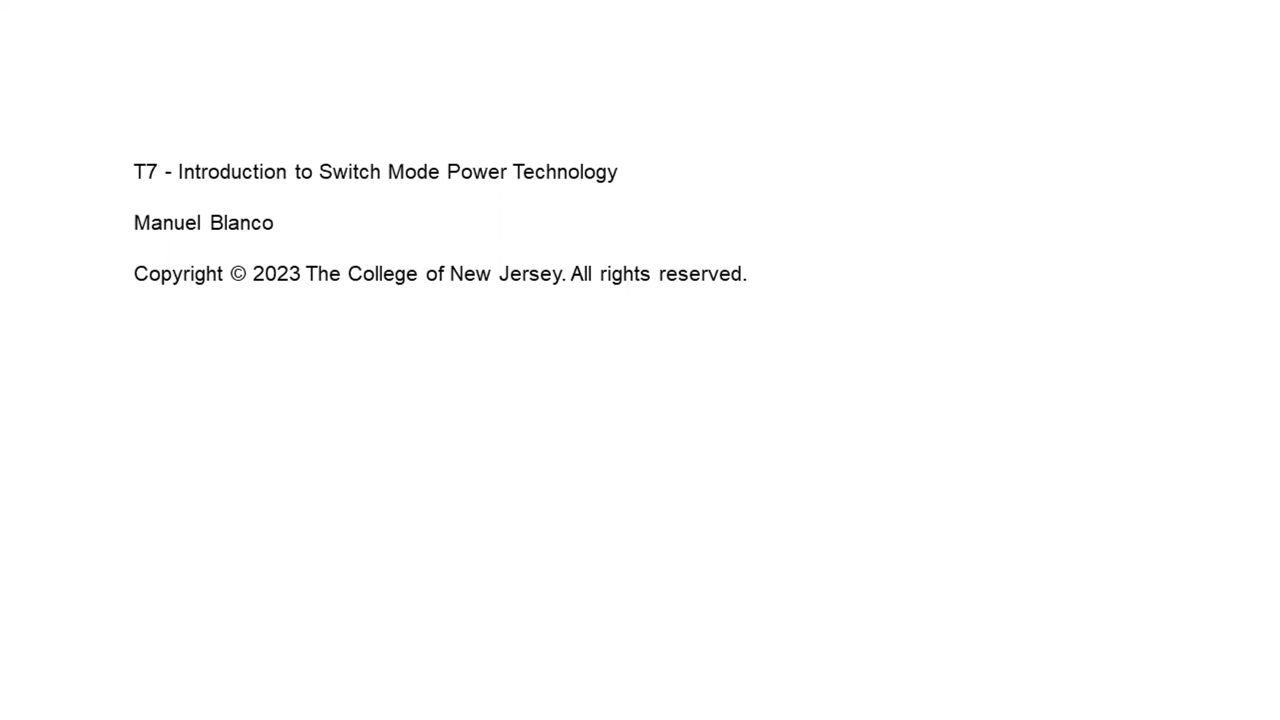 T7 - Introduction to Switch Mode Power Technology
Manuel Blanco
Copyright © 2023 The College of New Jersey. All rights reserved.